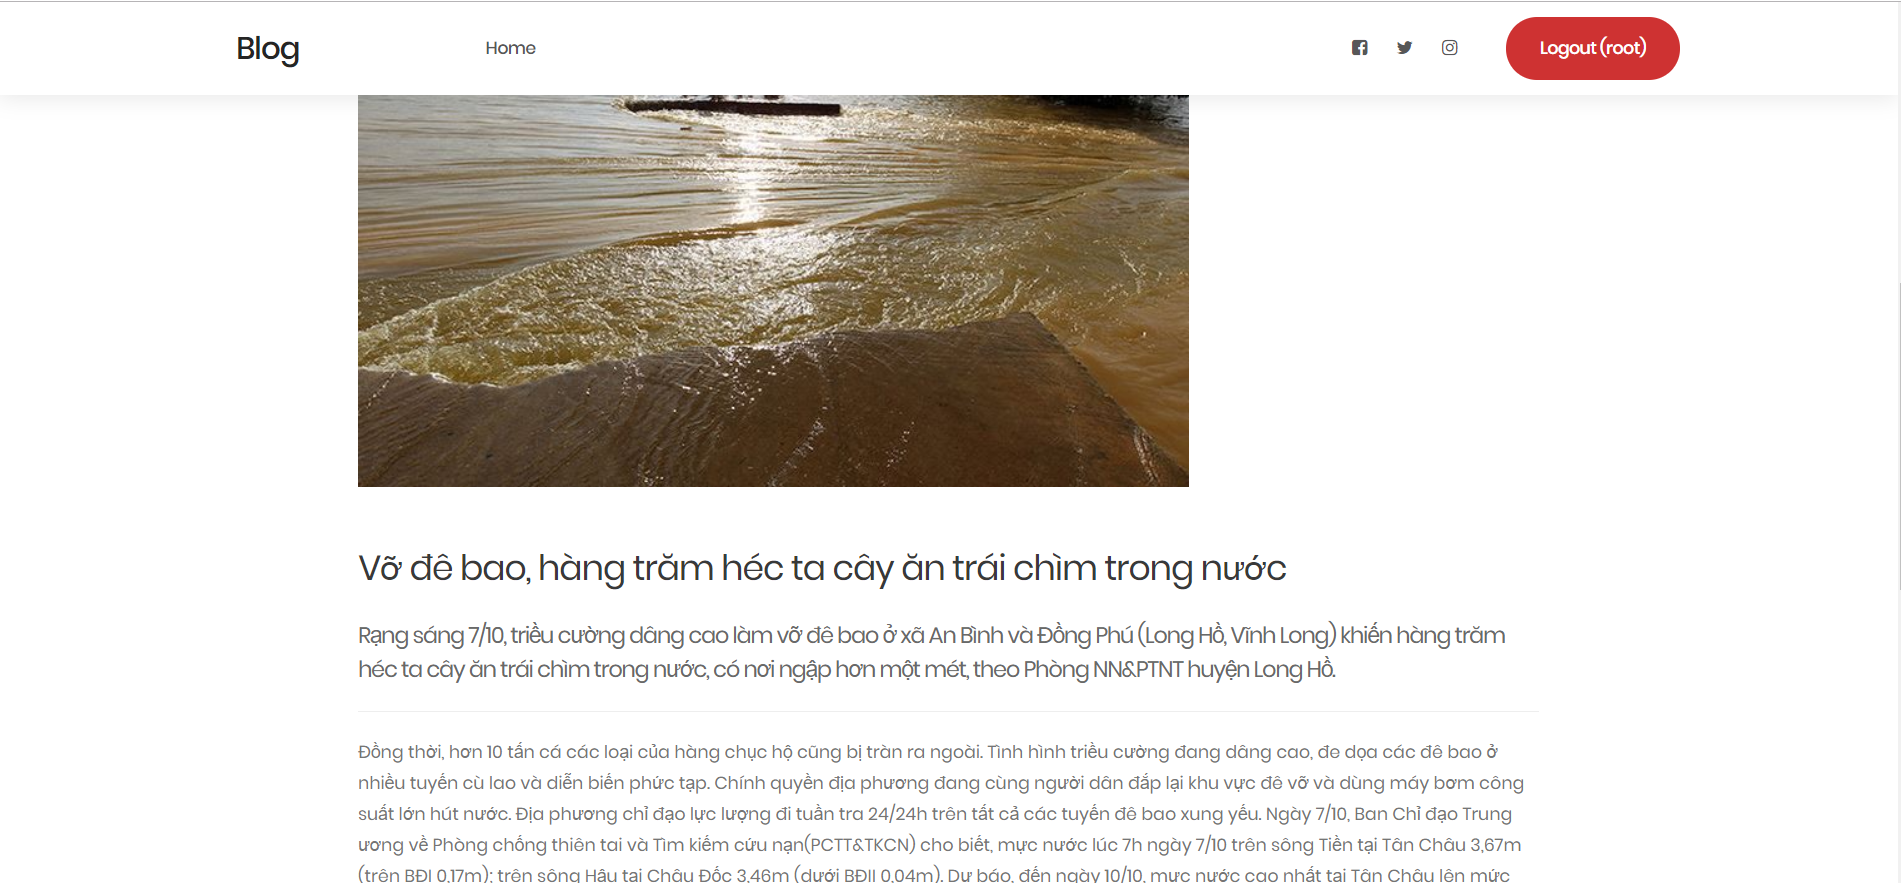 Blog
Home
Logout (root)
Vỡ đê bao, hàng trăm héc ta cây ăn trái chìm trong nước
Rạng sáng 7/10, triều cường dâng cao làm vỡ đê bao ở xã An Bình và Đồng Phú (Long Hồ, Vĩnh Long) khiến hàng trăm
héc ta cây ăn trái chìm trong nước, có nơi ngập hơn một mét, theo Phòng NN&PTNT huyện Long Hồ.
Đồng thời, hơn 10 tấn cá các loại của hàng chục hộ cũng bị tràn ra ngoài. Tình hình triều cường đang dâng cao, đe dọa các đê bao ở
nhiều tuyến cù lao và diễn biến phức tạp. Chính quyền địa phương đang cùng người dân đắp lại khu vực đê vỡ và dùng máy bơm công
suất lớn hút nước. Địa phương chỉ đạo lực lượng đi tuần tra 24/24h trên tất cả các tuyến đê bao xung yếu. Ngày 7/10, Ban Chỉ đạo Trung
ương về Phòng chống thiên tai và Tìm kiếm cứu nạn(PCTT&TKCN) cho biết, mực nước lúc 7h ngày 7/10 trên sông Tiền tại Tân Châu 3,67m
(trên BĐI 0,17m); trên sông Hậu tại Châu Đốc 3,46m (dưới BĐII 0,04m). Dự báo, đến ngày 10/10, mực nước cao nhất tại Tân Châu lên mức